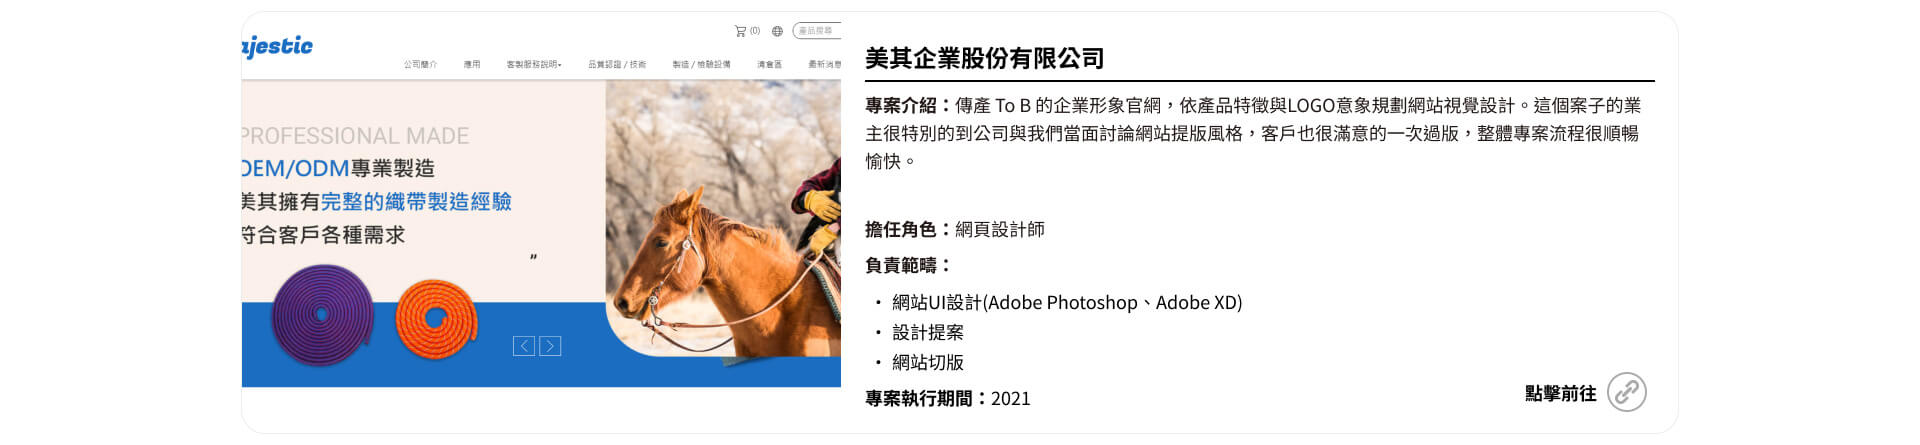 ajestic
(0)
產品搜尋
公司簡介 應用 客製服務說明 品質認證 / 技術 製造 / 檢驗設備 清倉區 最新消息
PROFESSIONAL MADE
OEM/ODM專業製造
美其擁有完整的織帶製造經驗
符合客戶各種需求
”
美其企業股份有限公司
專案介紹：傳產 To B 的企業形象官網，依產品特徵與LOGO意象規劃網站視覺設計。這個案子的業
主很特別的到公司與我們當面討論網站提版風格，客戶也很滿意的一次過版，整體專案流程很順暢
愉快。
擔任角色：網頁設計師
負責範疇：
• 網站UI設計(Adobe Photoshop、Adobe XD)
• 設計提案
• 網站切版
專案執行期間：2021
點擊前往